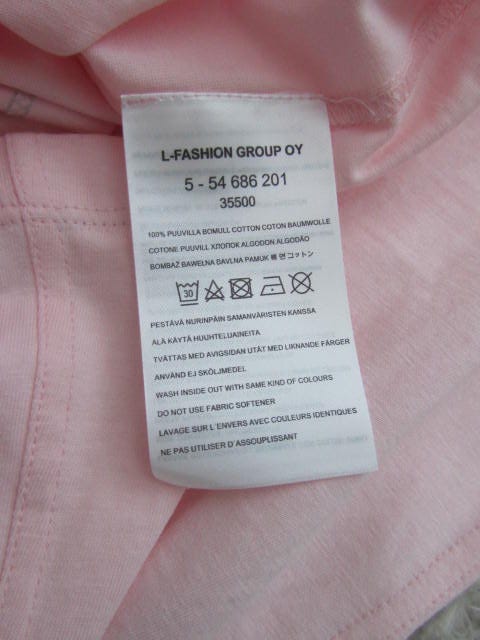 L-FASHION GROUP OY
5 - 54 686 201
35500
100% PUUVILLA BOMULL COTTON COTON BAUMWOLLE
COTONE PUUVILL ХЛОПОК ALGODON ALGODÃO
BOMBAŽ BAWEŁNA BAVLNA PAMUK 棉 면 コットン
30
PESTÄVÄ NURINPÄIN SAMANVÄRISTEN KANSSA
ÄLÄ KÄYTÄ HUUHTELUAINEITA
TVÄTTAS MED AVIGSIDAN UTÅT MED LIKNANDE FÄRGER
ANVÄND EJ SKÖLJMEDEL
WASH INSIDE OUT WITH SAME KIND OF COLOURS
DO NOT USE FABRIC SOFTENER
LAVAGE SUR L´ENVERS AVEC COULEURS IDENTIQUES
NE PAS UTILISER D´ASSOUPLISSANT